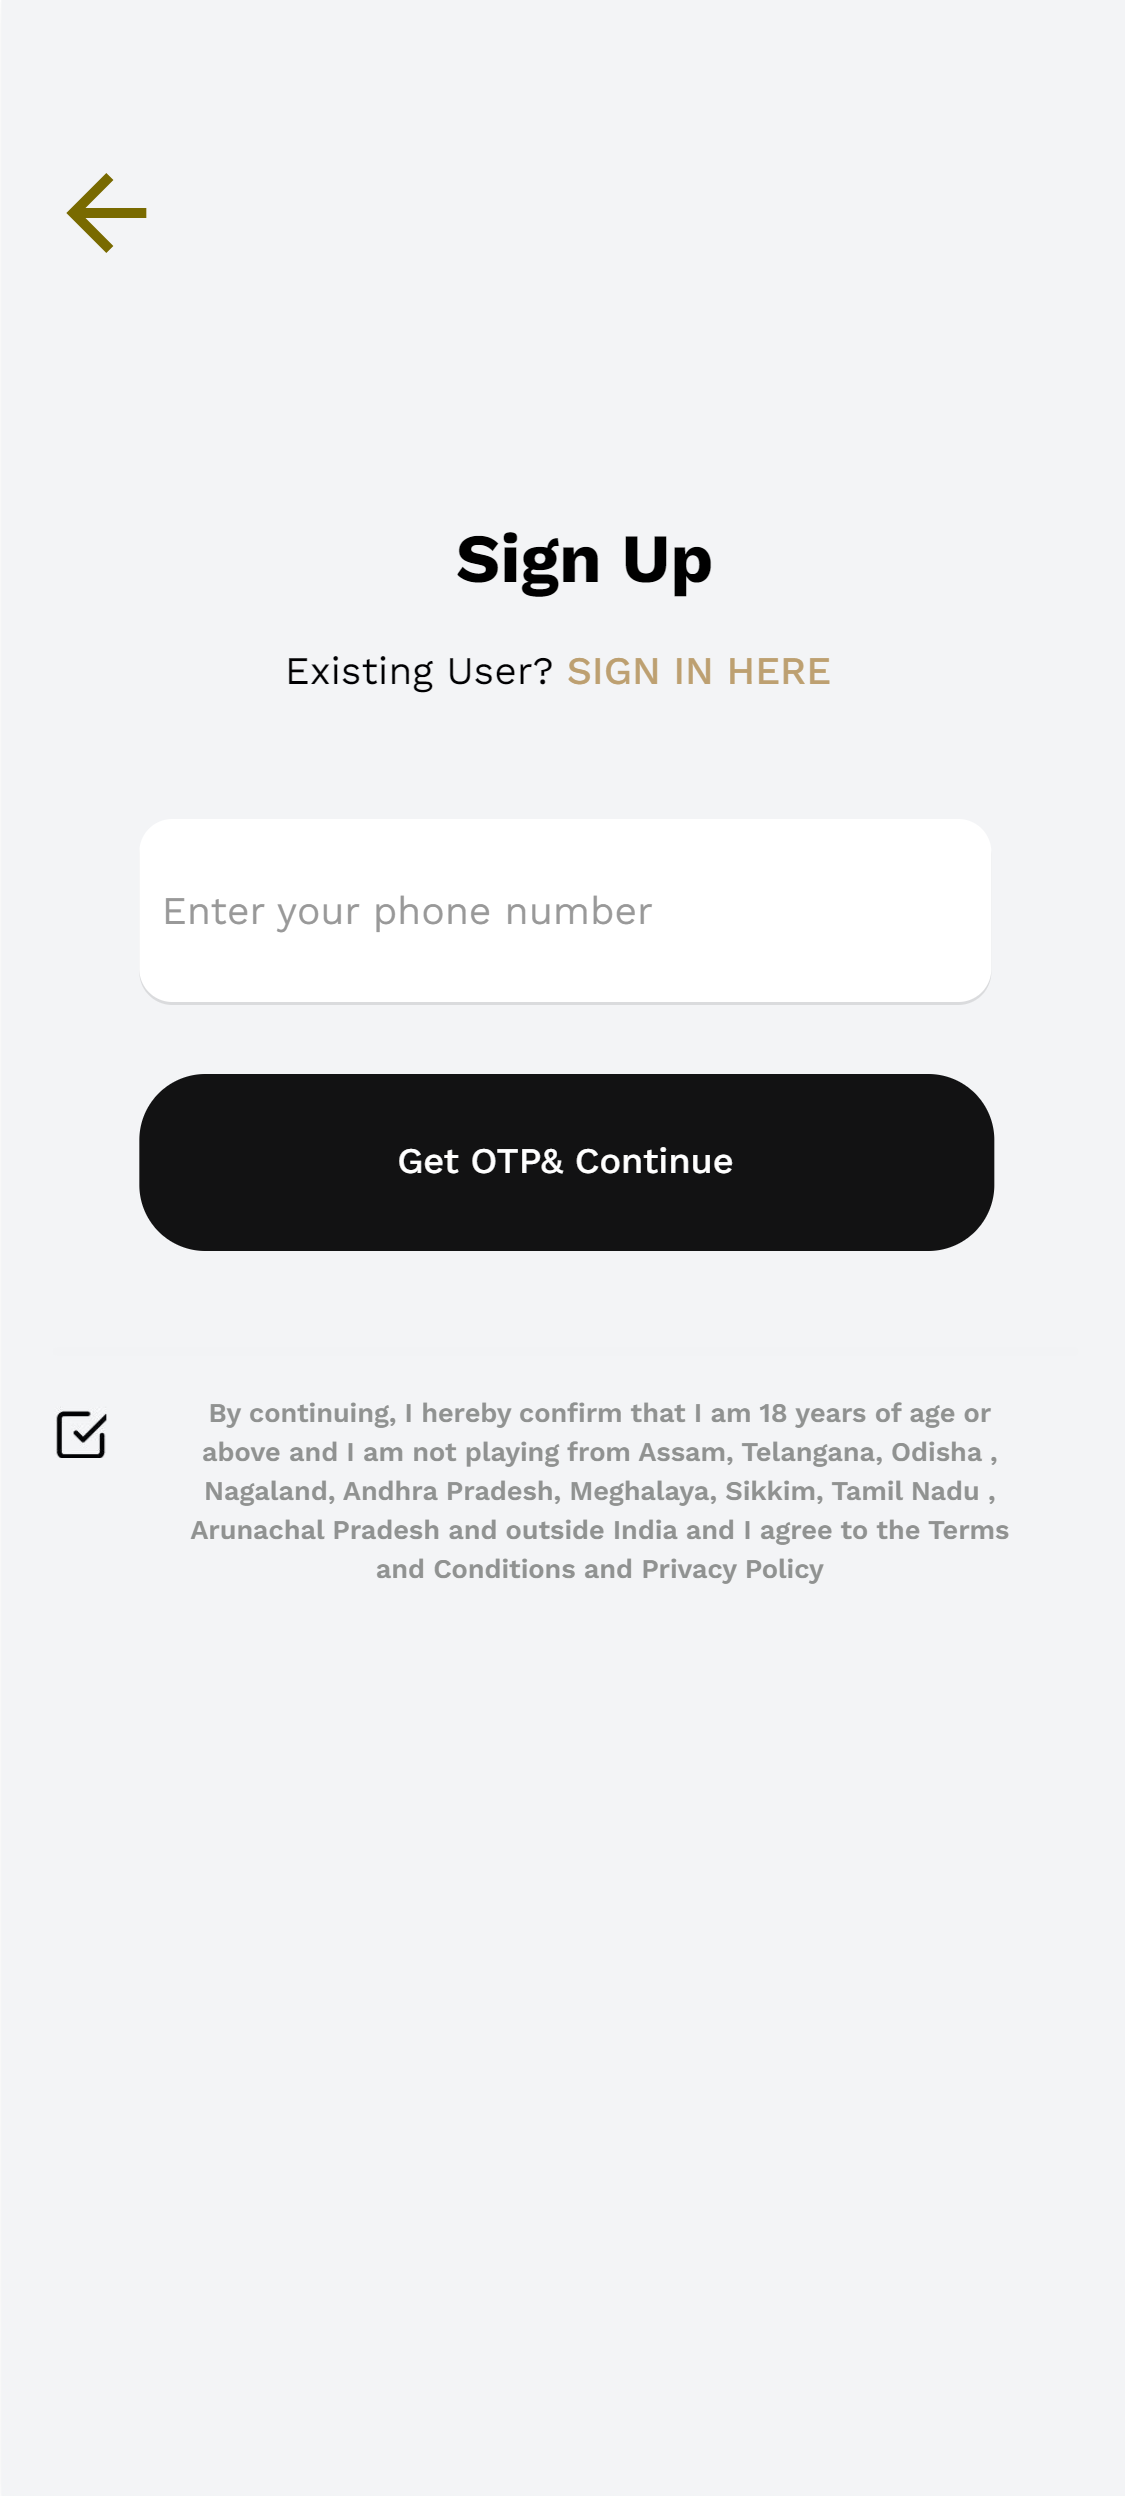 Sign Up
Existing User? SIGN IN HERE
Enter your phone number
Get OTP& Continue
By continuing, I hereby confirm that I am 18 years of age or
above and I am not playing from Assam, Telangana, Odisha ,
Nagaland, Andhra Pradesh, Meghalaya, Sikkim, Tamil Nadu ,
Arunachal Pradesh and outside India and I agree to the Terms
and Conditions and Privacy Policy